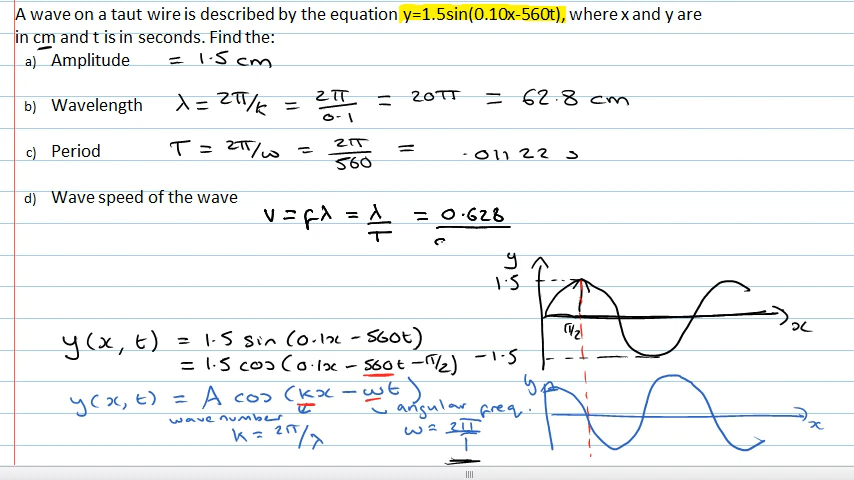 A wave on a taut wire is described by the equation y=1.5sin(0.10x-560t), where x and y are
in cm and t is in seconds. Find the:
a) Amplitude = 1.5 cm
b) Wavelength λ = 2π/k = 2π/0.1 = 20π = 62.8 cm
c) Period T = 2π/ω = 2π/560 = .01122 s
d) Wave speed of the wave
v = fλ = λ/T = 0.628
y
1.5
π/2
x
-1.5
y(x, t) = 1.5 sin (0.1x - 560t)
= 1.5 cos (0.1x - 560t - π/2)
y(x, t) = A cos (kx - ωt)
wave number
k = 2π/λ
angular freq.
ω = 2π/T
y
x